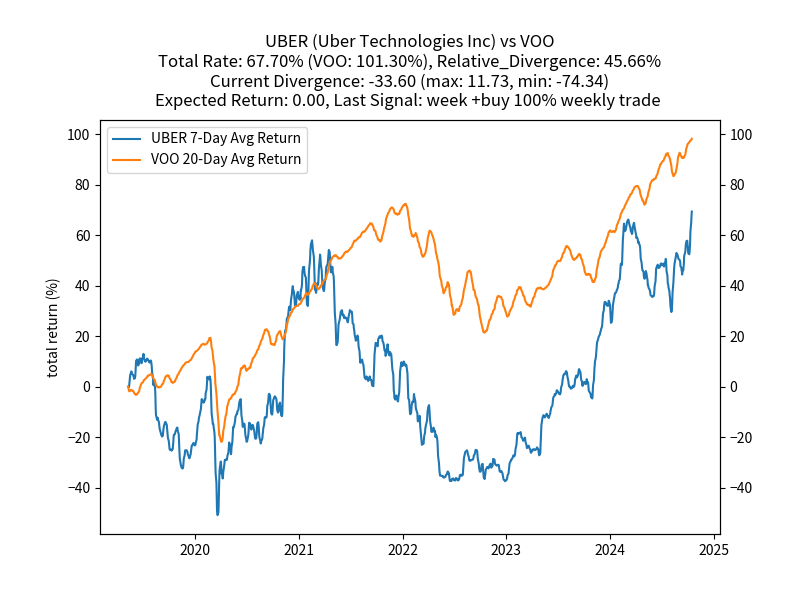 UBER (Uber Technologies Inc) vs VOO
Total Rate: 67.70% (VOO: 101.30%), Relative_Divergence: 45.66%
Current Divergence: -33.60 (max: 11.73, min: -74.34)
Expected Return: 0.00, Last Signal: week +buy 100% weekly trade
UBER 7-Day Avg Return
VOO 20-Day Avg Return
total return (%)
100
80
60
40
20
0
−20
−40
100
80
60
40
20
0
−20
−40
2020 2021 2022 2023 2024 2025